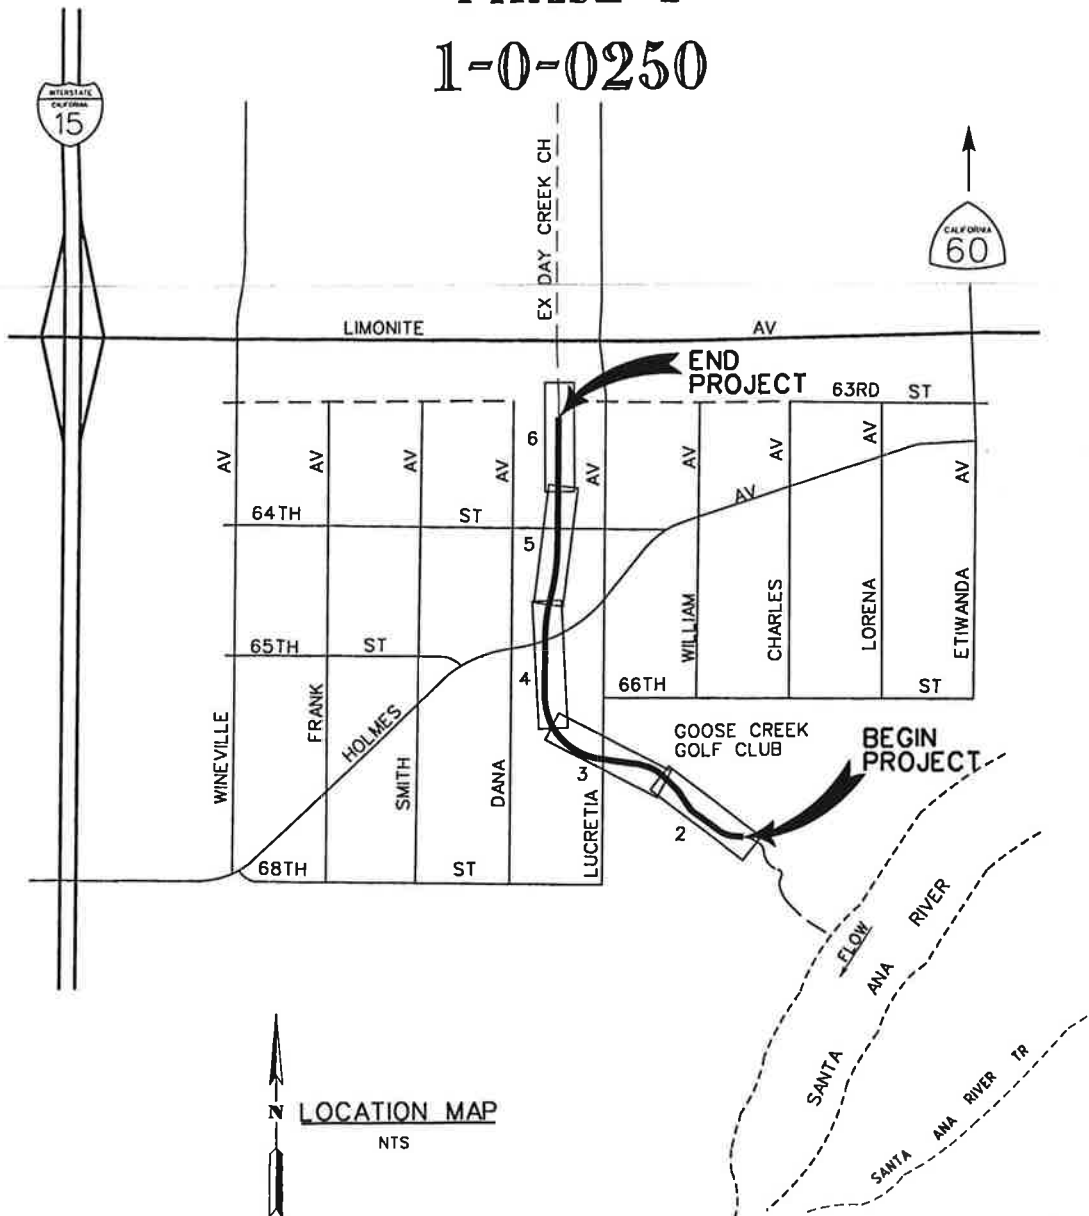 1-0-0250
INTERSTATE
CALIFORNIA
15
EX DAY CREEK CH
CALIFORNIA
60
LIMONITE AV
END
PROJECT
63RD ST
6
AV
AV
AV
AV
AV
AV
AV
AV
AV
AV
64TH ST
5
65TH ST
4
66TH ST
WINEVILLE
FRANK
HOLMES
SMITH
DANA
LUCRETIA
WILLIAM
CHARLES
LORENA
ETIWANDA
GOOSE CREEK
GOLF CLUB
BEGIN
PROJECT
3
2
68TH ST
FLOW
SANTA ANA RIVER
SANTA ANA RIVER TR
N
LOCATION MAP
NTS